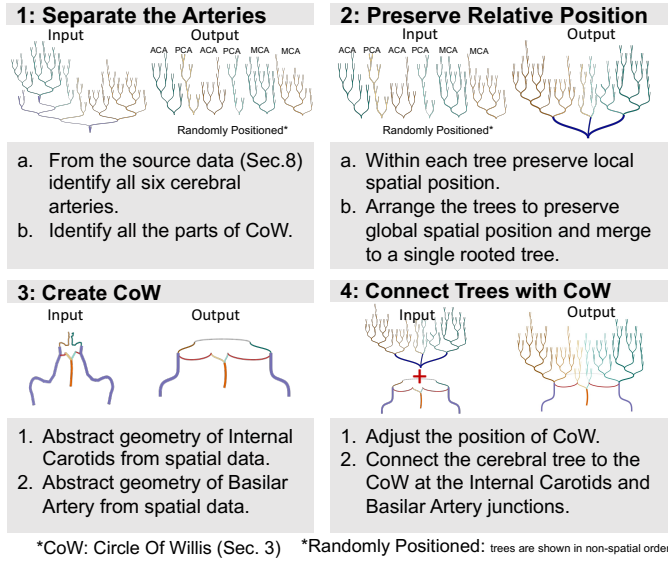 1: Separate the Arteries
Input Output
ACA PCA ACA PCA MCA MCA
Randomly Positioned*
a. From the source data (Sec.8)
identify all six cerebral
arteries.
b. Identify all the parts of CoW.
2: Preserve Relative Position
Input Output
ACA PCA ACA PCA MCA MCA
Randomly Positioned*
a. Within each tree preserve local
spatial position.
b. Arrange the trees to preserve
global spatial position and merge
to a single rooted tree.
3: Create CoW
Input Output
1. Abstract geometry of Internal
Carotids from spatial data.
2. Abstract geometry of Basilar
Artery from spatial data.
4: Connect Trees with CoW
Input Output
+
1. Adjust the position of CoW.
2. Connect the cerebral tree to the
CoW at the Internal Carotids and
Basilar Artery junctions.
*CoW: Circle Of Willis (Sec. 3) *Randomly Positioned: trees are shown in non-spatial order